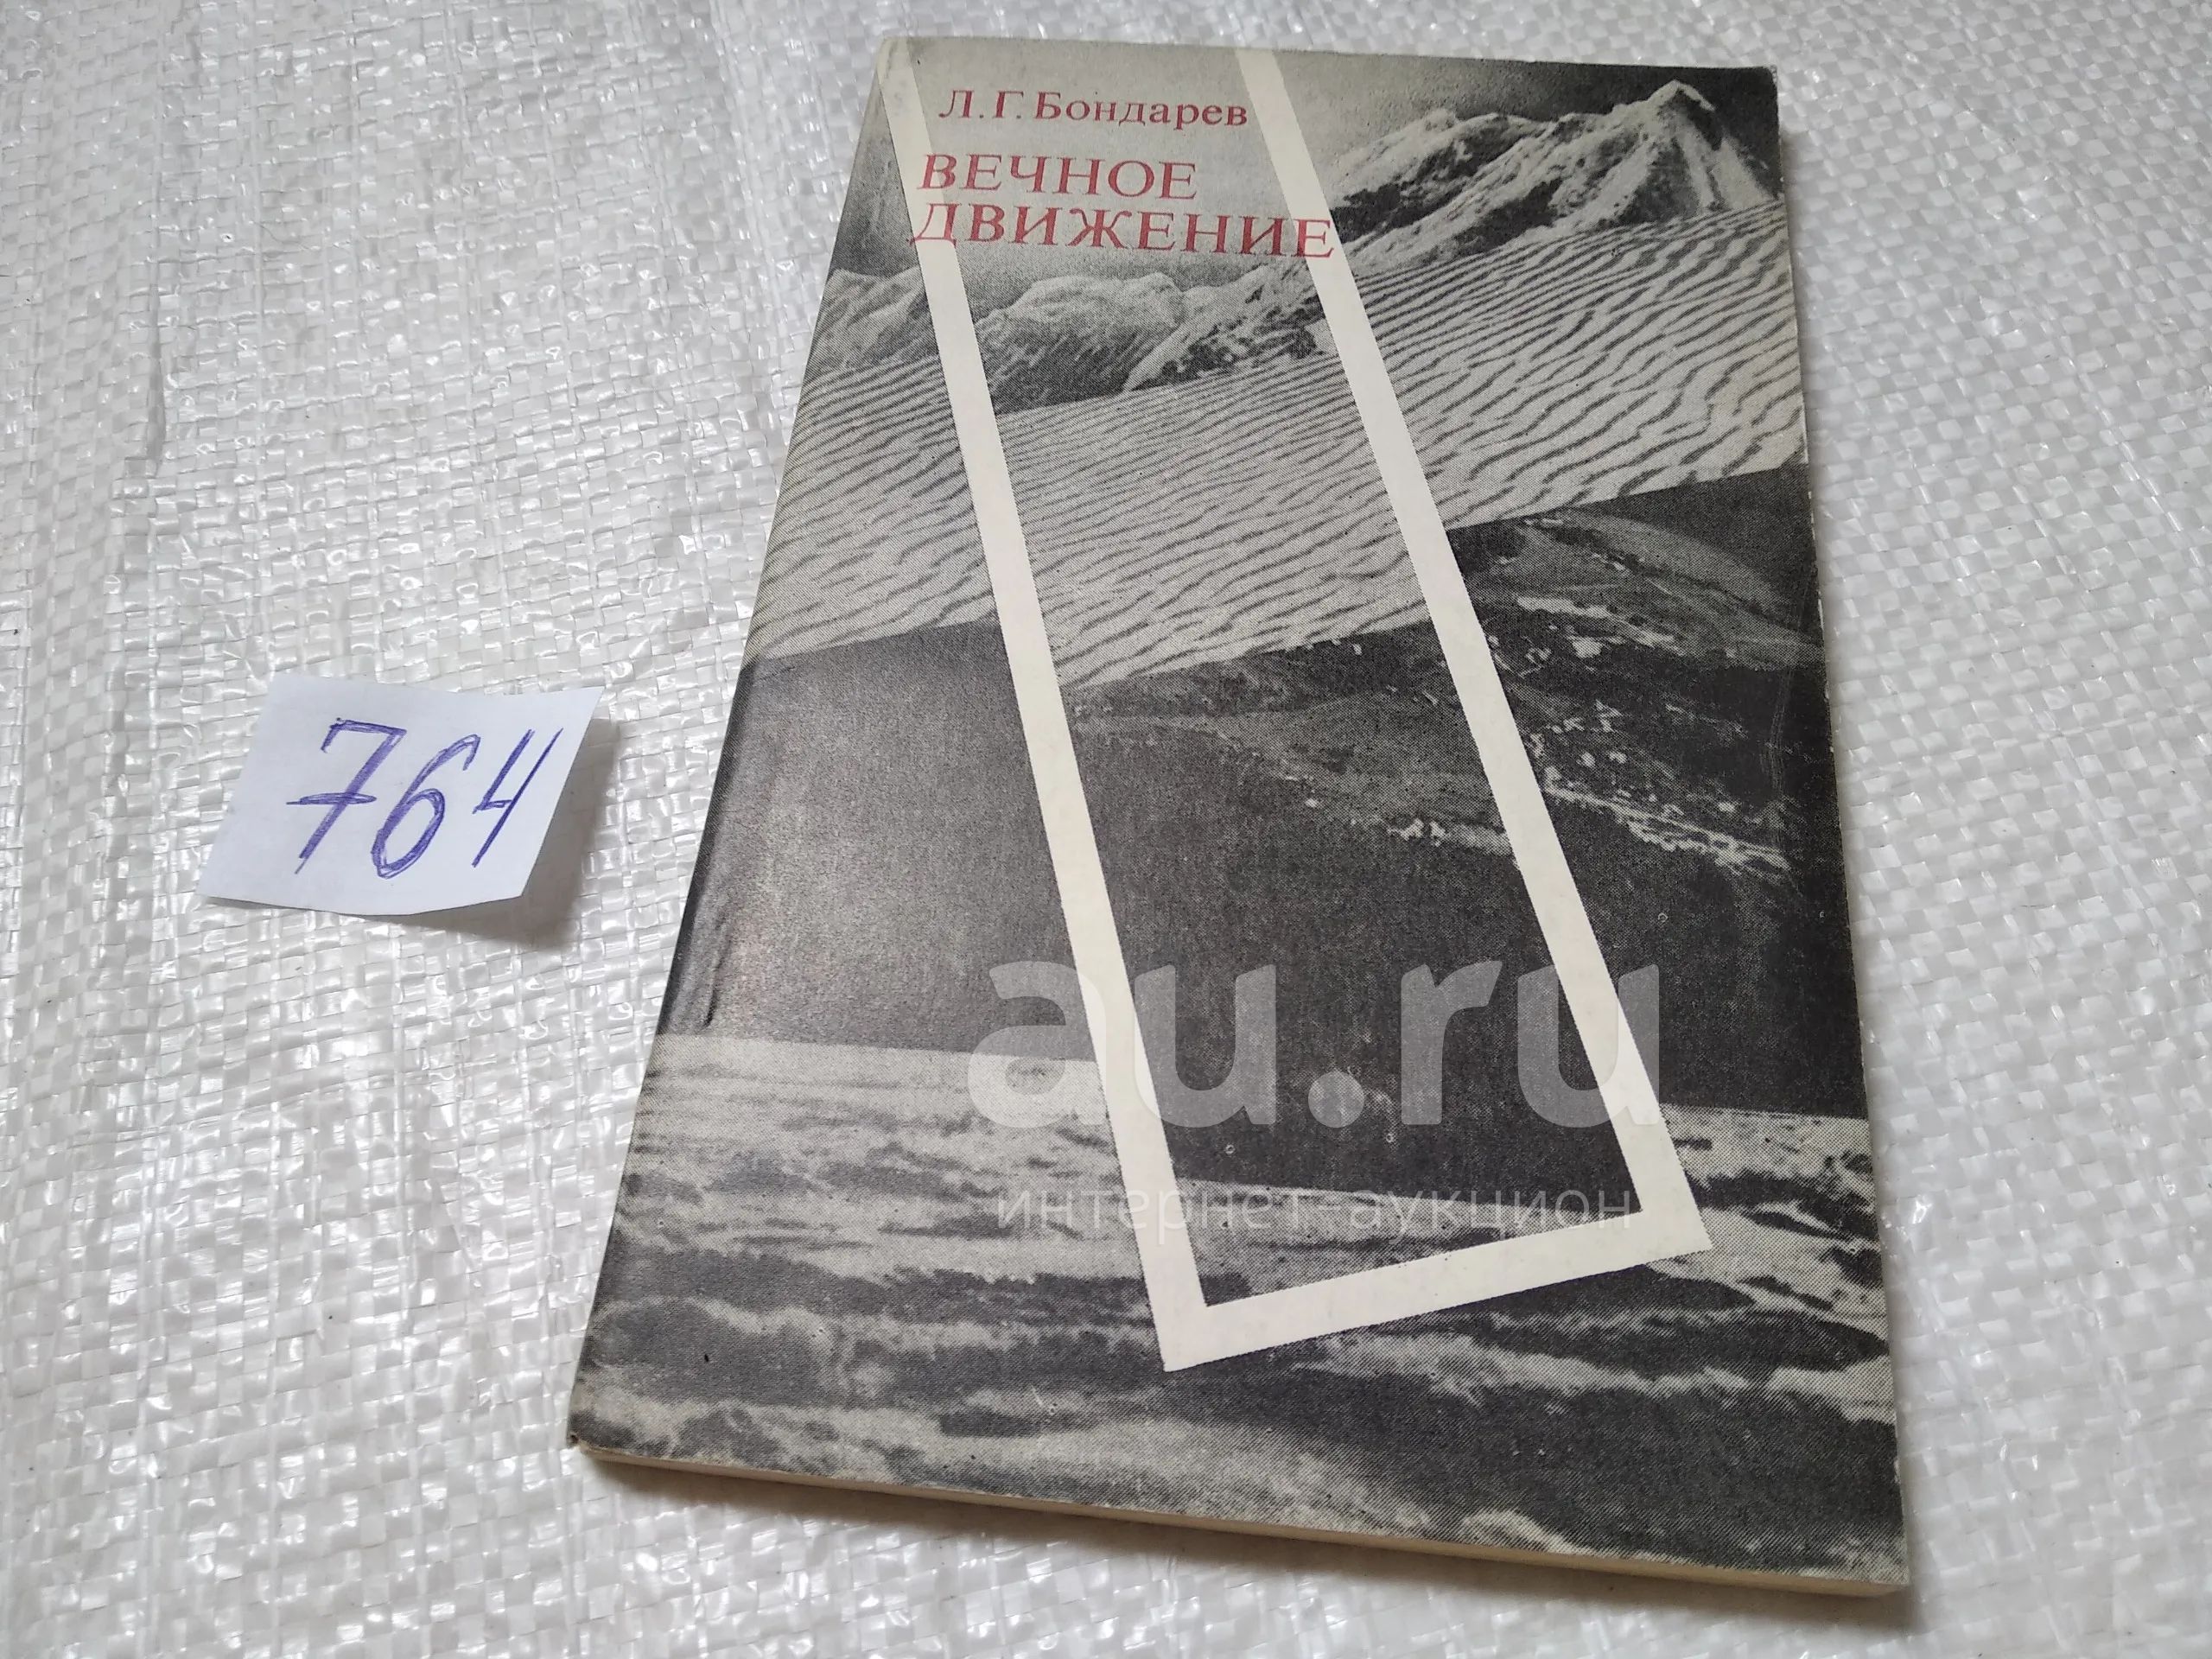 Л.Г.Бондарев
ВЕЧНОЕ
ДВИЖЕНИЕ
764
au.ru
интернет-аукцион